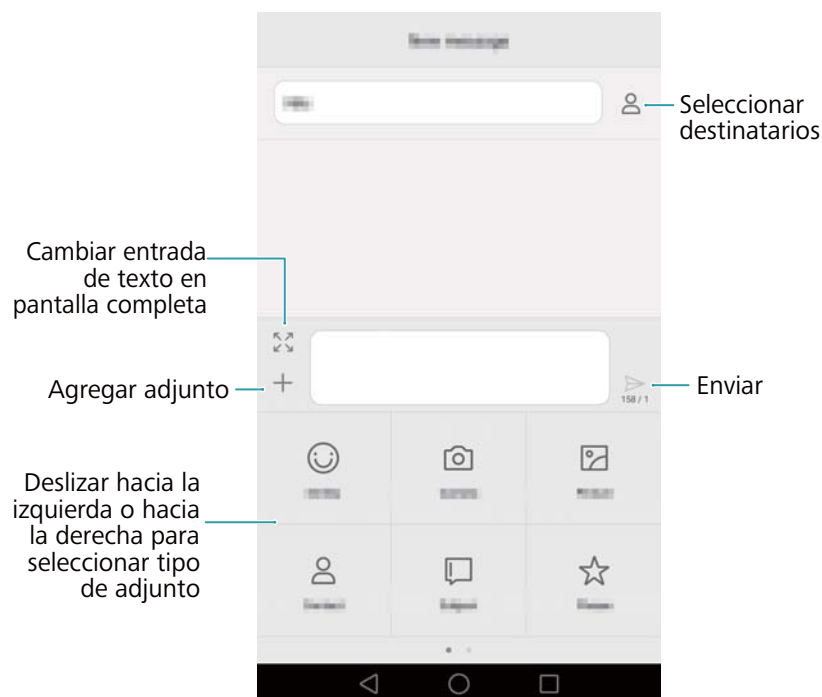 Seleccionar
destinatarios
Cambiar entrada
de texto en
pantalla completa
Agregar adjunto
Enviar
158 / 1
Deslizar hacia la
izquierda o hacia
la derecha para
seleccionar tipo
de adjunto